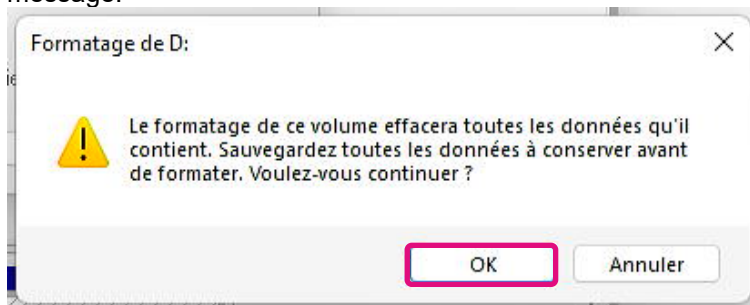 message.
Formatage de D:
ie
Le formatage de ce volume effacera toutes les données qu'il
contient. Sauvegardez toutes les données à conserver avant
de formater. Voulez-vous continuer ?
OK
Annuler